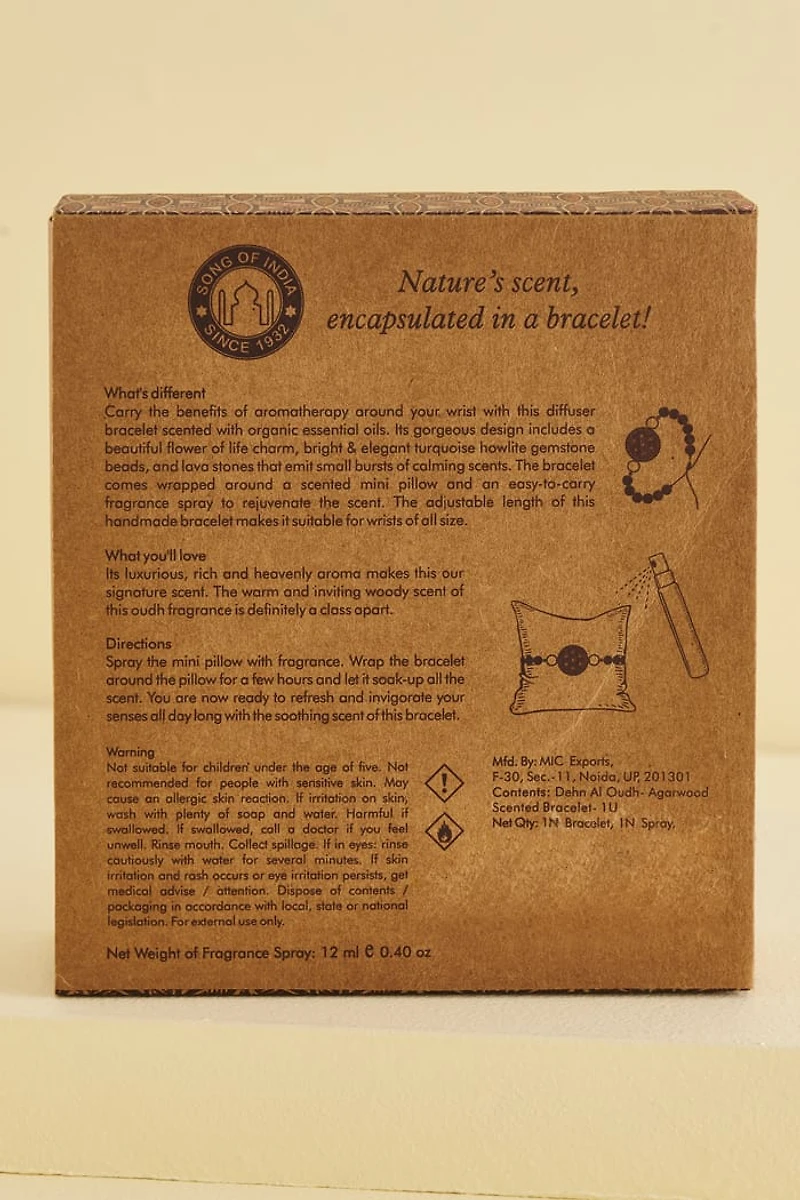 SONG OF INDIA
SINCE 1932
Nature's scent,
encapsulated in a bracelet!
What's different
Carry the benefits of aromatherapy around your wrist with this diffuser
bracelet scented with organic essential oils. Its gorgeous design includes a
beautiful flower of life charm, bright & elegant turquoise howlite gemstone
beads, and lava stones that emit small bursts of calming scents. The bracelet
comes wrapped around a scented mini pillow and an easy-to-carry
fragrance spray to rejuvenate the scent. The adjustable length of this
handmade bracelet makes it suitable for wrists of all size.
What you'll love
Its luxurious, rich and heavenly aroma makes this our
signature scent. The warm and inviting woody scent of
this oudh fragrance is definitely a class apart.
Directions
Spray the mini pillow with fragrance. Wrap the bracelet
around the pillow for a few hours and let it soak-up all the
scent. You are now ready to refresh and invigorate your
senses all day long with the soothing scent of this bracelet.
Warning
Not suitable for children under the age of five. Not
recommended for people with sensitive skin. May
cause an allergic skin reaction. If irritation on skin,
wash with plenty of soap and water. Harmful if
swallowed. If swallowed, call a doctor if you feel
unwell. Rinse mouth. Collect spillage. If in eyes: rinse
cautiously with water for several minutes. If skin
irritation and rash occurs or eye irritation persists, get
medical advise / attention. Dispose of contents /
packaging in accordance with local, state or national
legislation. For external use only.
Mfd. By: MIC Exports,
F-30, Sec.-11, Noida, UP, 201301
Contents: Dehn Al Oudh- Agarwood
Scented Bracelet- 1U
Net Qty: 1N Bracelet, 1N Spray.
Net Weight of Fragrance Spray: 12 ml ℮ 0.40 oz